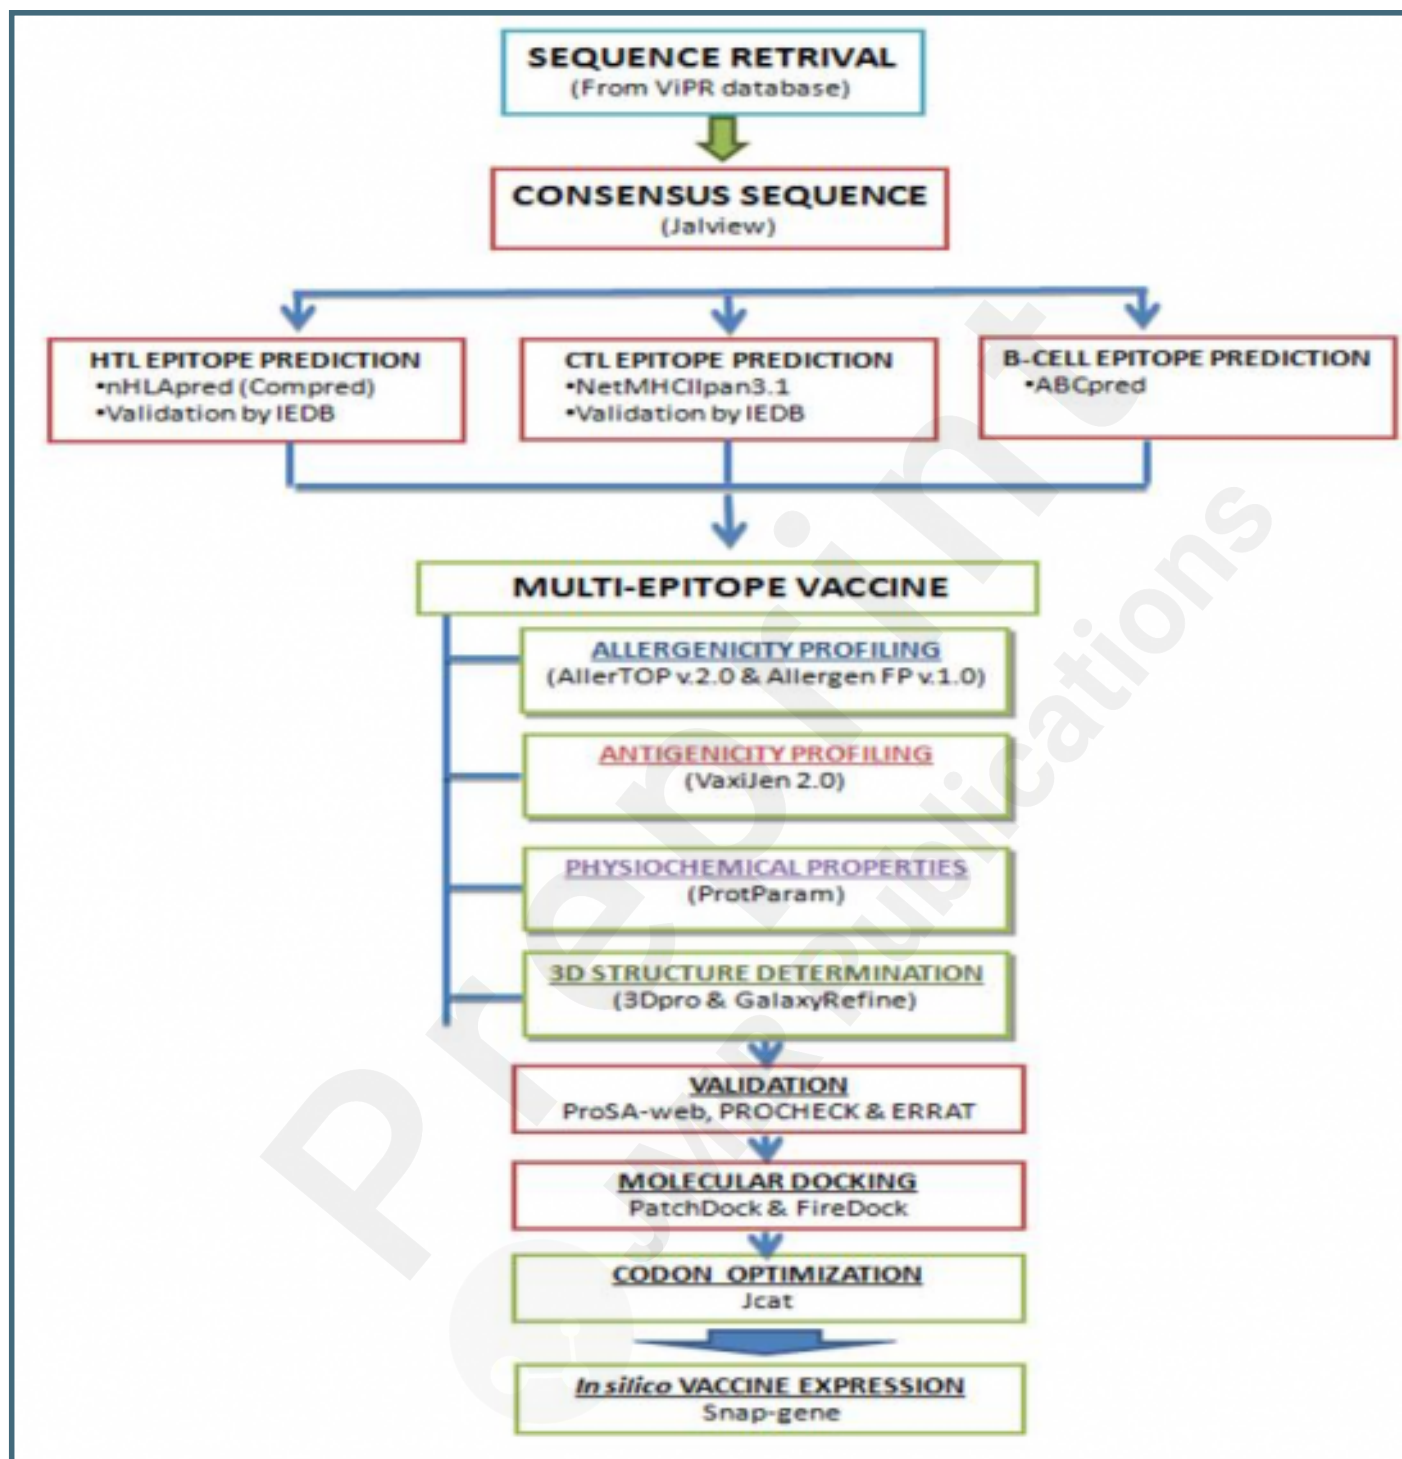 SEQUENCE RETRIVAL
(From ViPR database)
CONSENSUS SEQUENCE
(Jalview)
HTL EPITOPE PREDICTION
•nHLApred (Compred)
•Validation by IEDB
CTL EPITOPE PREDICTION
•NetMHCIIpan3.1
•Validation by IEDB
B-CELL EPITOPE PREDICTION
•ABCpred
MULTI-EPITOPE VACCINE
ALLERGENICITY PROFILING
(AllerTOP v.2.0 & Allergen FP v.1.0)
ANTIGENICITY PROFILING
(VaxiJen 2.0)
PHYSIOCHEMICAL PROPERTIES
(ProtParam)
3D STRUCTURE DETERMINATION
(3Dpro & GalaxyRefine)
VALIDATION
ProSA-web, PROCHECK & ERRAT
MOLECULAR DOCKING
PatchDock & FireDock
CODON OPTIMIZATION
Jcat
In silico VACCINE EXPRESSION
Snap-gene
Preprint
JMIR Publications